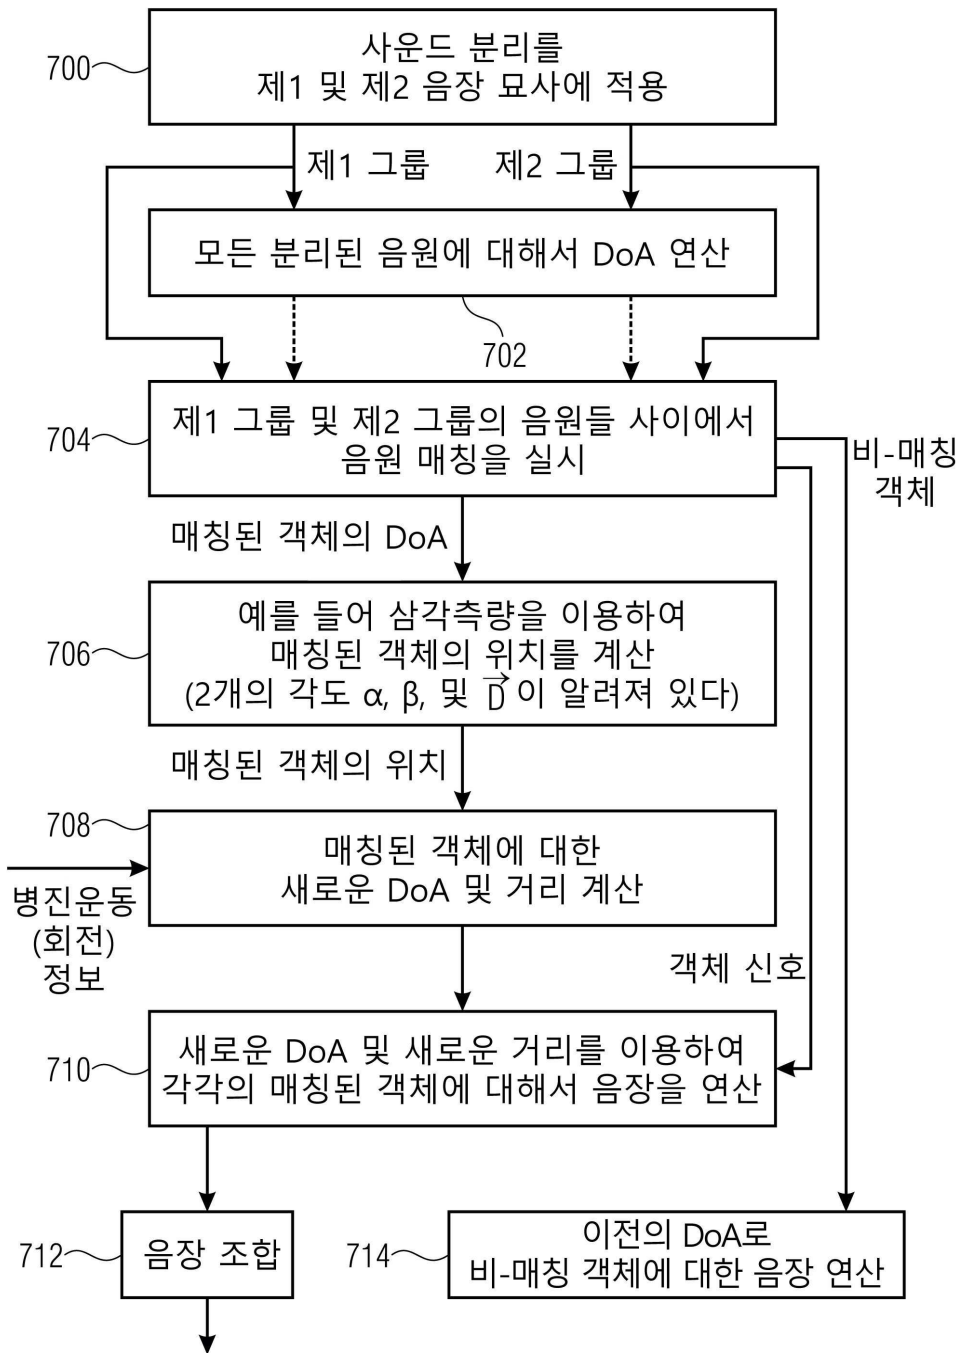 700
사운드 분리를
제1 및 제2 음장 묘사에 적용
제1 그룹
제2 그룹
모든 분리된 음원에 대해서 DoA 연산
702
704
제1 그룹 및 제2 그룹의 음원들 사이에서
음원 매칭을 실시
비-매칭
객체
매칭된 객체의 DoA
706
예를 들어 삼각측량을 이용하여
매칭된 객체의 위치를 계산
(2개의 각도 α, β, 및 D⃗ 이 알려져 있다)
매칭된 객체의 위치
708
매칭된 객체에 대한
새로운 DoA 및 거리 계산
병진운동
(회전)
정보
객체 신호
710
새로운 DoA 및 새로운 거리를 이용하여
각각의 매칭된 객체에 대해서 음장을 연산
712
음장 조합
714
이전의 DoA로
비-매칭 객체에 대한 음장 연산